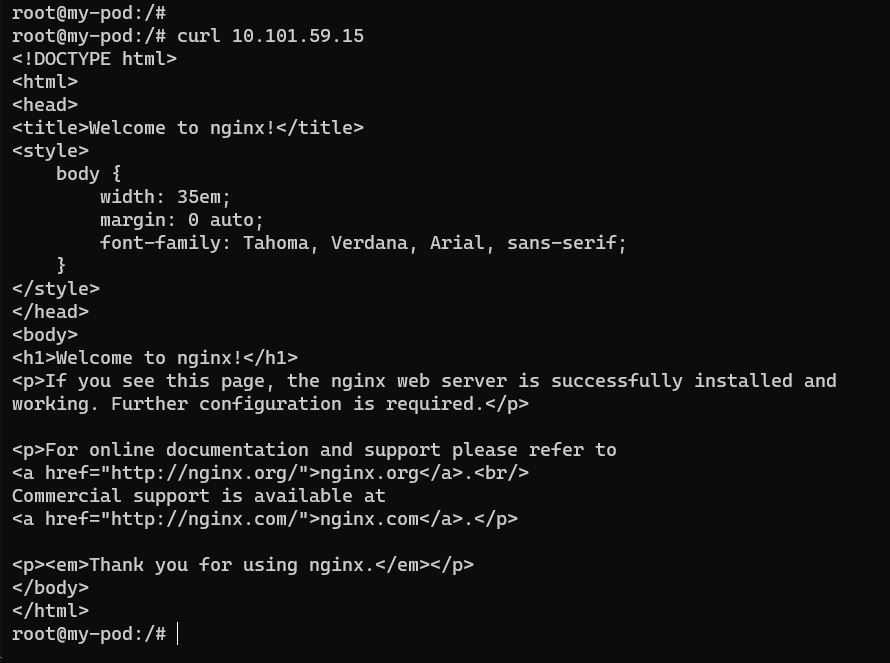 root@my-pod:/#
root@my-pod:/# curl 10.101.59.15
<!DOCTYPE html>
<html>
<head>
<title>Welcome to nginx!</title>
<style>
    body {
        width: 35em;
        margin: 0 auto;
        font-family: Tahoma, Verdana, Arial, sans-serif;
    }
</style>
</head>
<body>
<h1>Welcome to nginx!</h1>
<p>If you see this page, the nginx web server is successfully installed and
working. Further configuration is required.</p>

<p>For online documentation and support please refer to
<a href="http://nginx.org/">nginx.org</a>.<br/>
Commercial support is available at
<a href="http://nginx.com/">nginx.com</a>.</p>

<p><em>Thank you for using nginx.</em></p>
</body>
</html>
root@my-pod:/#